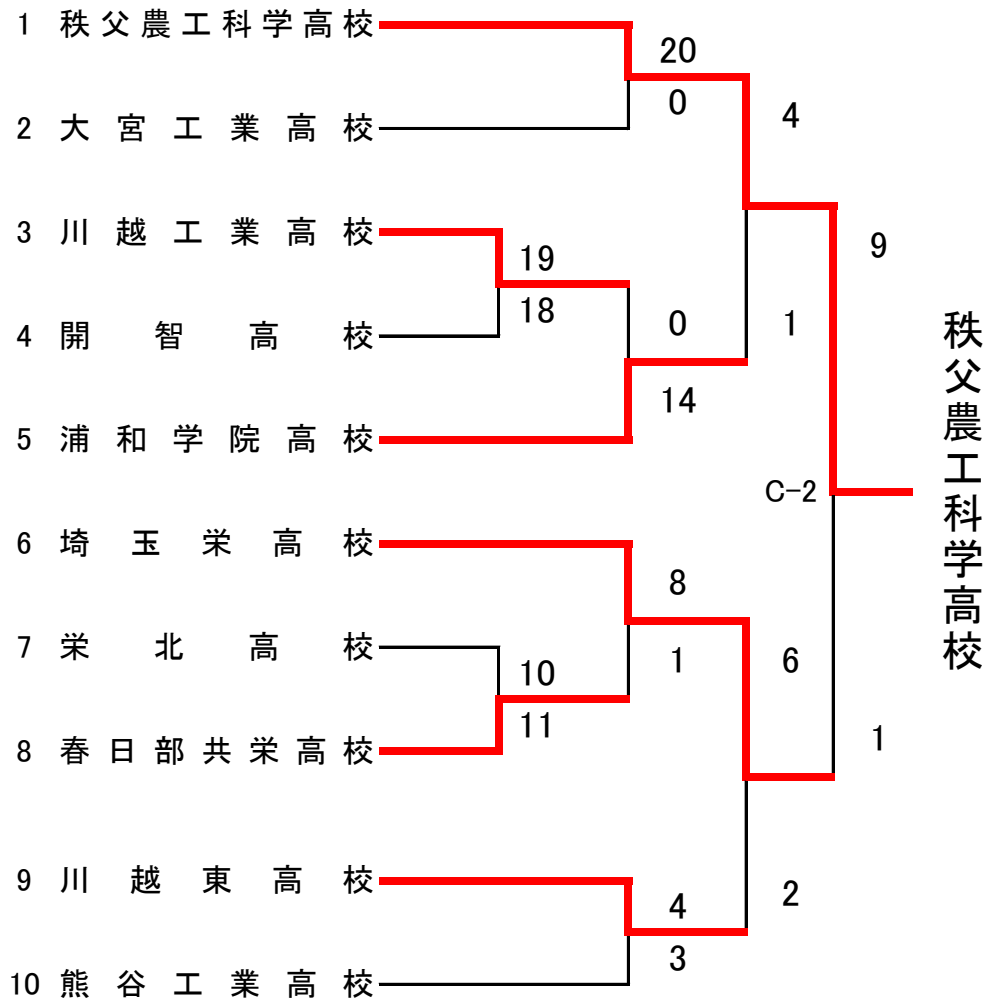 1 秩父農工科学高校
20
0
2 大宮工業高校
4
3 川越工業高校
19
18
9
4 開智高校
0
14
1
5 浦和学院高校
秩父農工科学高校
C-2
6 埼玉栄高校
8
1
7 栄北高校
10
11
6
8 春日部共栄高校
1
9 川越東高校
4
3
2
10 熊谷工業高校